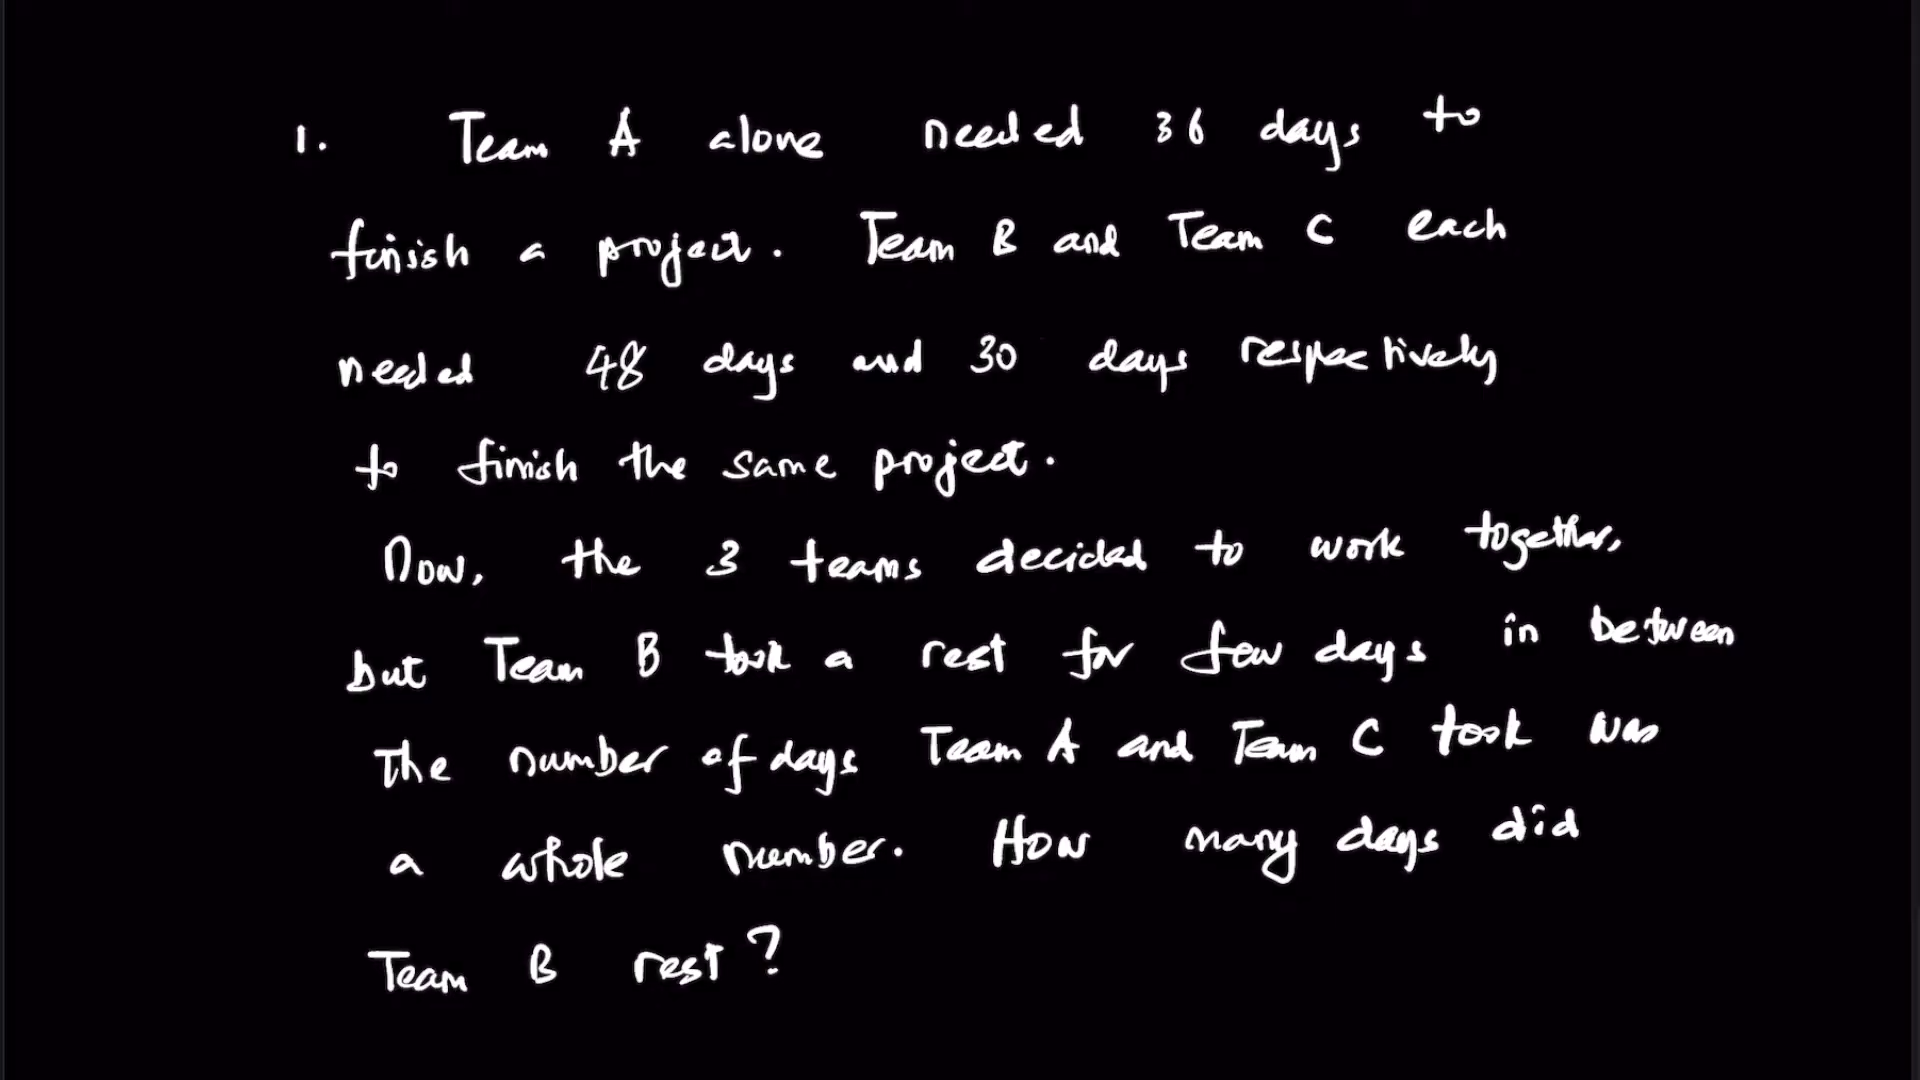 1. Team A alone needed 36 days to
finish a project. Team B and Team C each
needed 48 days and 30 days respectively
to finish the same project.
Now, the 3 teams decided to work together,
but Team B took a rest for few days in between
The number of days Team A and Team C took was
a whole number. How many days did
Team B rest?